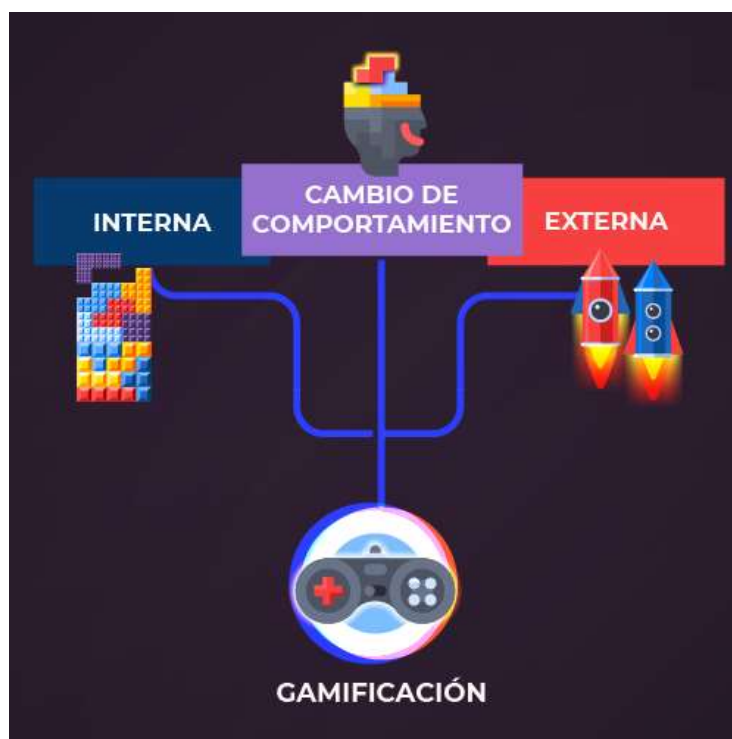 INTERNA
CAMBIO DE
COMPORTAMIENTO
EXTERNA
GAMIFICACIÓN